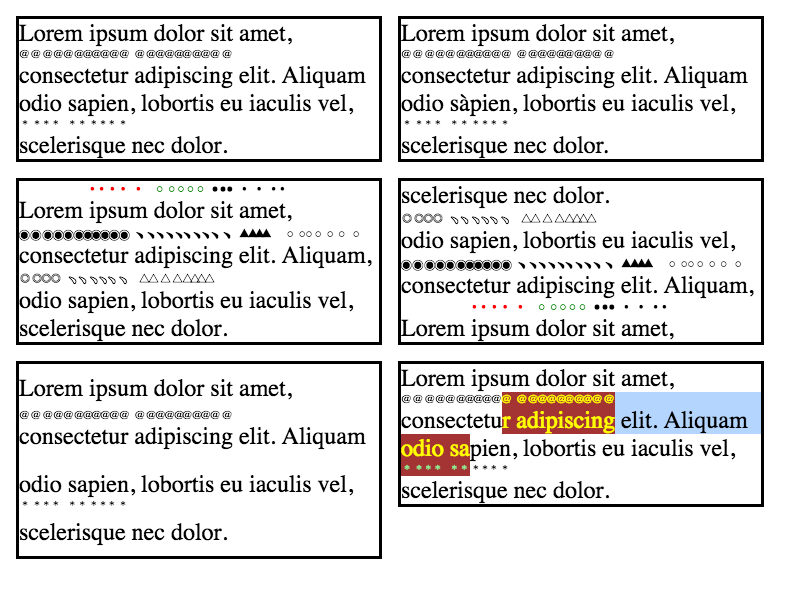 Lorem ipsum dolor sit amet,
@@@@@@@@@@@ @@@@@@@@@@
consectetur adipiscing elit. Aliquam
odio sapien, lobortis eu iaculis vel,
**** ******
scelerisque nec dolor.
Lorem ipsum dolor sit amet,
@@@@@@@@@@@ @@@@@@@@@@
consectetur adipiscing elit. Aliquam
odio sàpien, lobortis eu iaculis vel,
**** ******
scelerisque nec dolor.
Lorem ipsum dolor sit amet,
consectetur adipiscing elit. Aliquam,
odio sapien, lobortis eu iaculis vel,
scelerisque nec dolor.
scelerisque nec dolor.
odio sapien, lobortis eu iaculis vel,
consectetur adipiscing elit. Aliquam,
Lorem ipsum dolor sit amet,
Lorem ipsum dolor sit amet,
@@@@@@@@@@@ @@@@@@@@@@
consectetur adipiscing elit. Aliquam
odio sapien, lobortis eu iaculis vel,
**** ******
scelerisque nec dolor.
Lorem ipsum dolor sit amet,
@@@@@@@@@@@ @@@@@@@@@@
consectetur adipiscing elit. Aliquam
odio sapien, lobortis eu iaculis vel,
**** ******
scelerisque nec dolor.